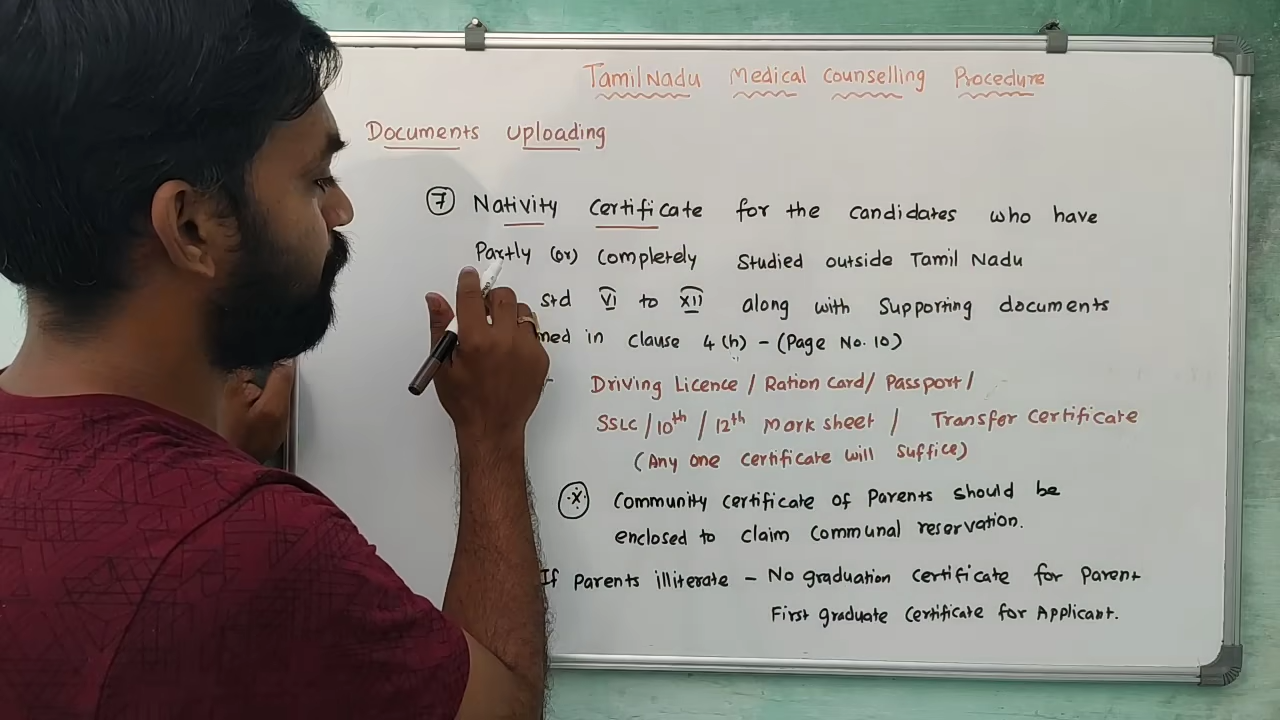 Tamil Nadu Medical Counselling Procedure
Documents Uploading
7 Nativity Certificate for the candidates who have
Partly (or) Completely Studied outside Tamil Nadu
std VI to XII along with Supporting documents
ned in clause 4(h) - (Page No. 10)
Driving Licence / Ration card / Passport /
SSLC / 10th / 12th Mark sheet / Transfer Certificate
(Any one certificate will suffice)
Community certificate of Parents should be
enclosed to claim Communal reservation.
If Parents illiterate - No graduation certificate for Parent
First graduate certificate for Applicant.